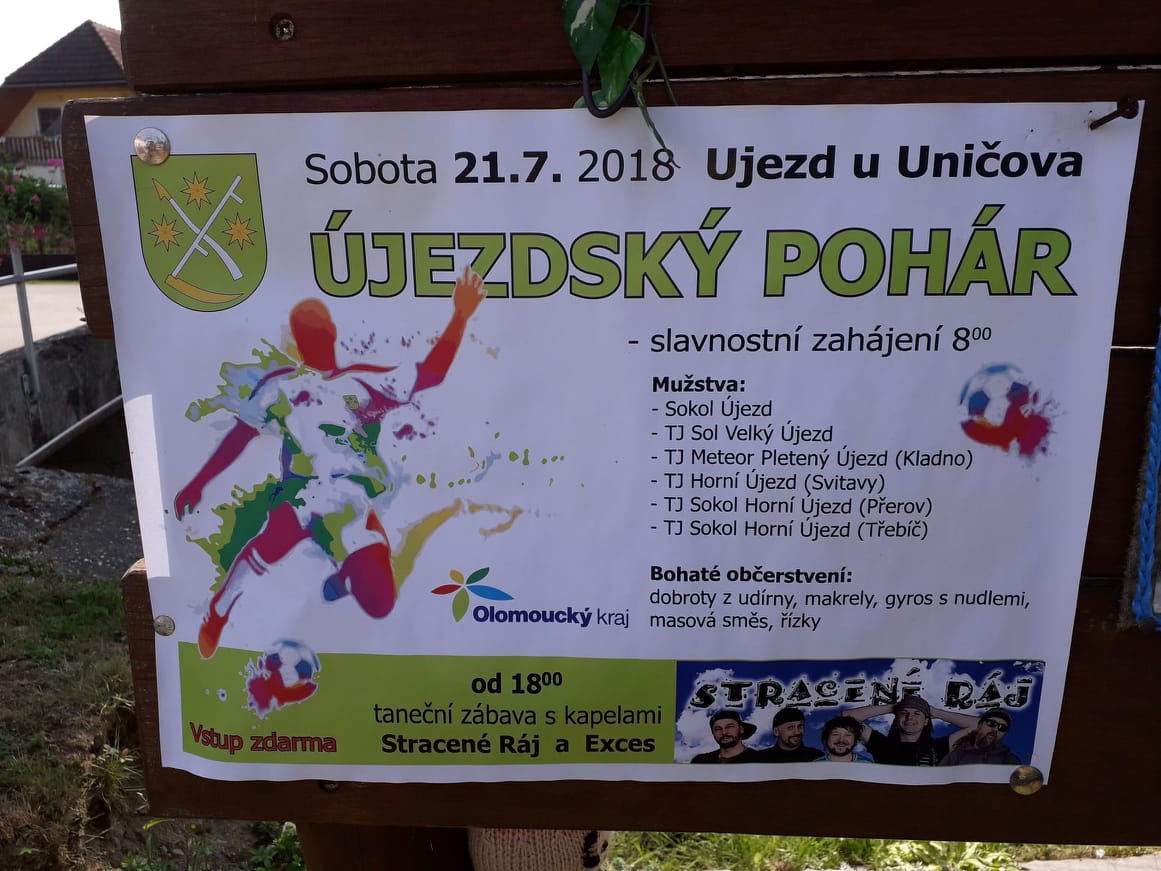 Sobota 21.7. 2018 Ujezd u Uničova
ÚJEZDSKÝ POHÁR
- slavnostní zahájení 8⁰⁰
Mužstva:
- Sokol Újezd
- TJ Sol Velký Újezd
- TJ Meteor Pletený Újezd (Kladno)
- TJ Horní Újezd (Svitavy)
- TJ Sokol Horní Újezd (Přerov)
- TJ Sokol Horní Újezd (Třebíč)
Bohaté občerstvení:
dobroty z udírny, makrely, gyros s nudlemi,
masová směs, řízky
Olomoucký kraj
od 18⁰⁰
taneční zábava s kapelami
Stracené Ráj a Exces
Vstup zdarma
STRACENÉ RÁJ